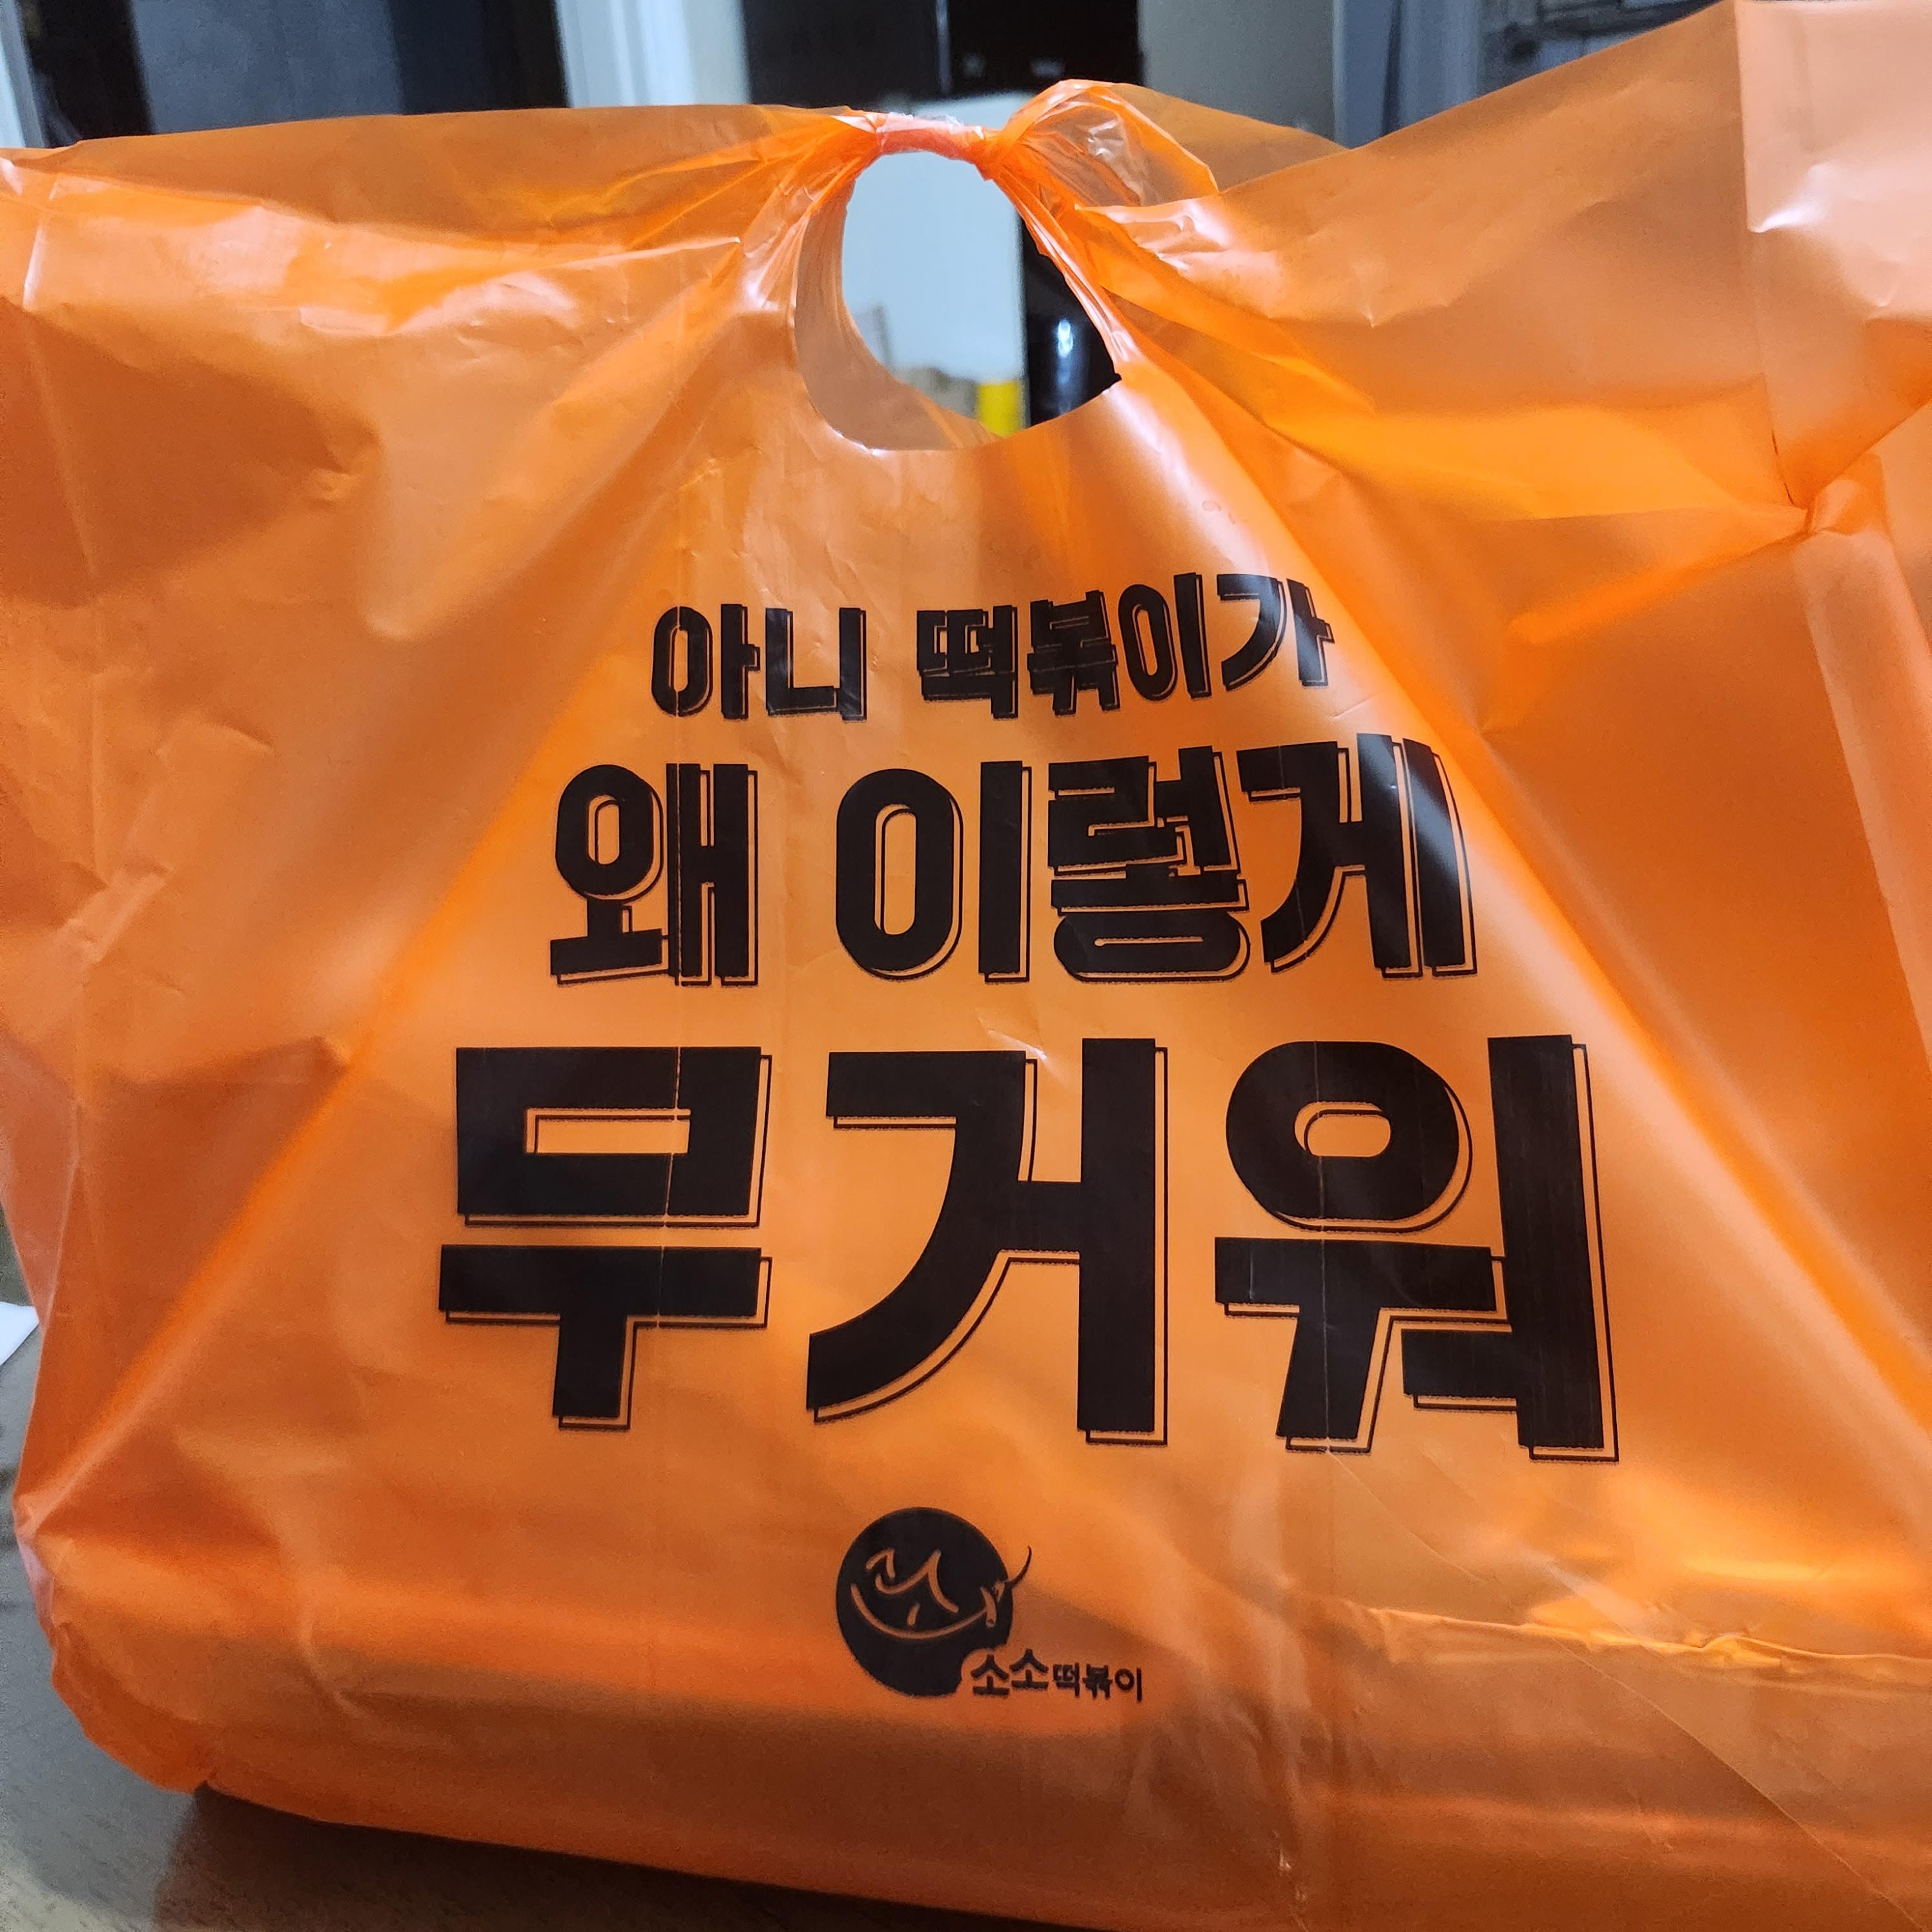 아니 떡볶이가
왜 이렇게
무거워
소소떡볶이